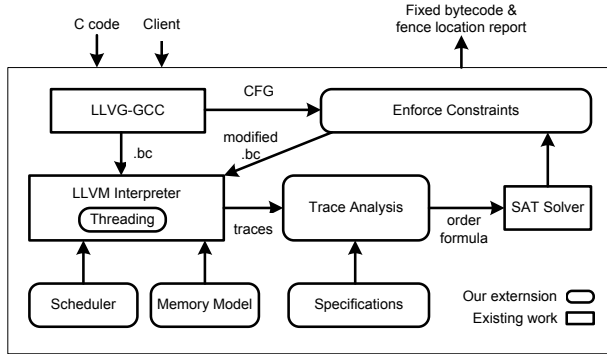 C code
Client
Fixed bytecode &
fence location report
LLVG-GCC
CFG
Enforce Constraints
.bc
modified
.bc
LLVM Interpreter
Threading
traces
Trace Analysis
order
formula
SAT Solver
Scheduler
Memory Model
Specifications
Our externsion
Existing work